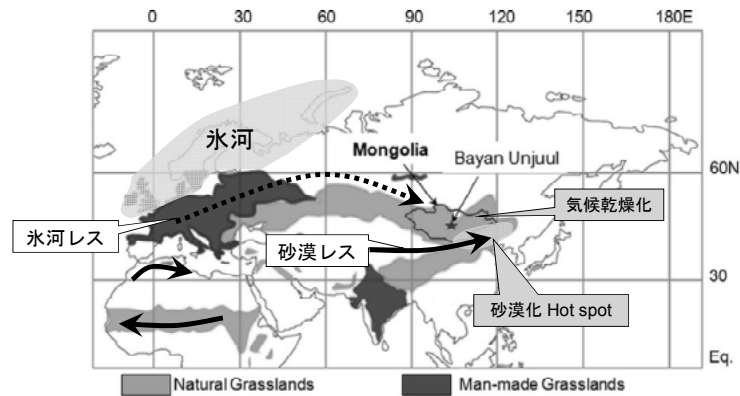 0 30 60 90 120 150 180E
氷河
Mongolia
Bayan Unjuul
60N
気候乾燥化
氷河レス
砂漠レス
30
砂漠化 Hot spot
Eq.
Natural Grasslands
Man-made Grasslands